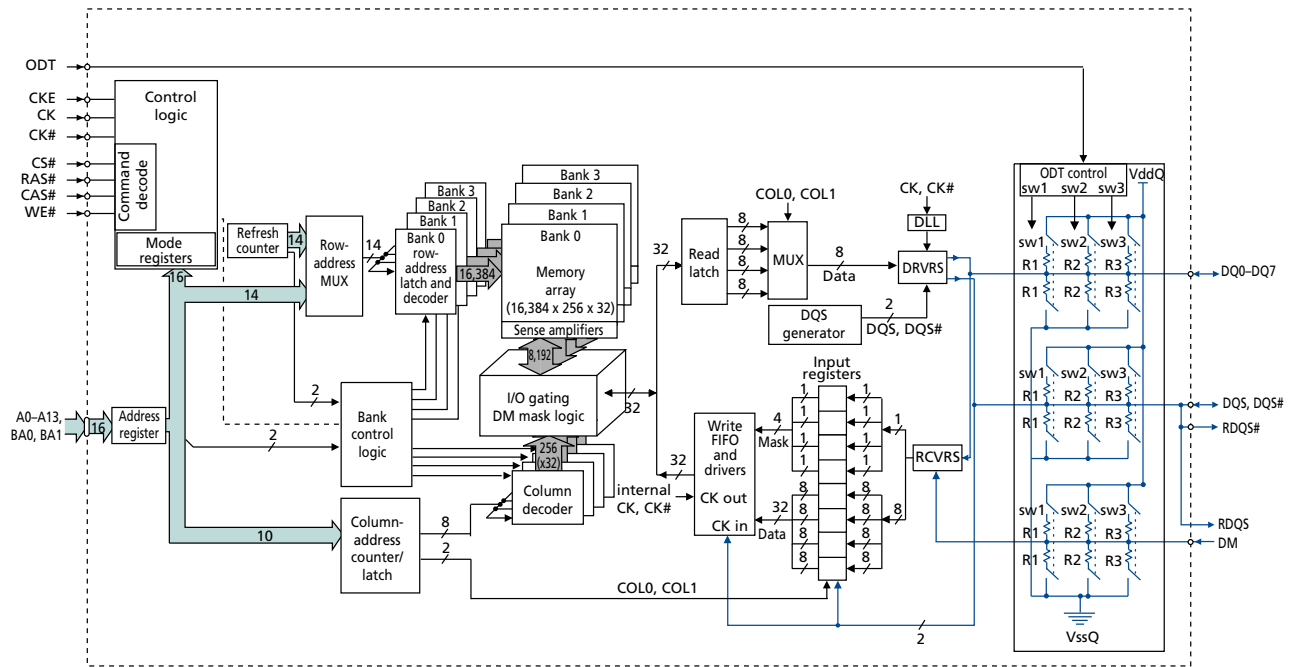 ODT
CKE
CK
CK#
CS#
RAS#
CAS#
WE#
Control
logic
Command
decode
Mode
registers
16
Refresh
counter
14
Row-
address
MUX
14
14
Bank 3
Bank 2
Bank 1
Bank 0
row-
address
latch and
decoder
16,384
Bank 3
Bank 2
Bank 1
Bank 0
Memory
array
(16,384 x 256 x 32)
Sense amplifiers
8,192
I/O gating
DM mask logic
32
32
Read
latch
8
8
8
8
COL0, COL1
MUX
8
Data
CK, CK#
DLL
DRVRS
DQS
generator
2
DQS, DQS#
ODT control
sw1
sw2
sw3
VddQ
sw1
sw2
sw3
R1
R2
R3
R1
R2
R3
DQ0–DQ7
sw1
sw2
sw3
R1
R2
R3
R1
R2
R3
DQS, DQS#
RDQS#
sw1
sw2
sw3
R1
R2
R3
R1
R2
R3
RDQS
DM
VssQ
A0–A13,
BA0, BA1
16
Address
register
2
2
Bank
control
logic
10
Column-
address
counter/
latch
8
2
256
(x32)
Column
decoder
COL0, COL1
internal
CK, CK#
32
Write
FIFO
and
drivers
CK out
CK in
4
Mask
32
Data
Input
registers
1
1
1
1
8
8
8
8
1
1
1
1
8
8
8
8
1
8
RCVRS
2